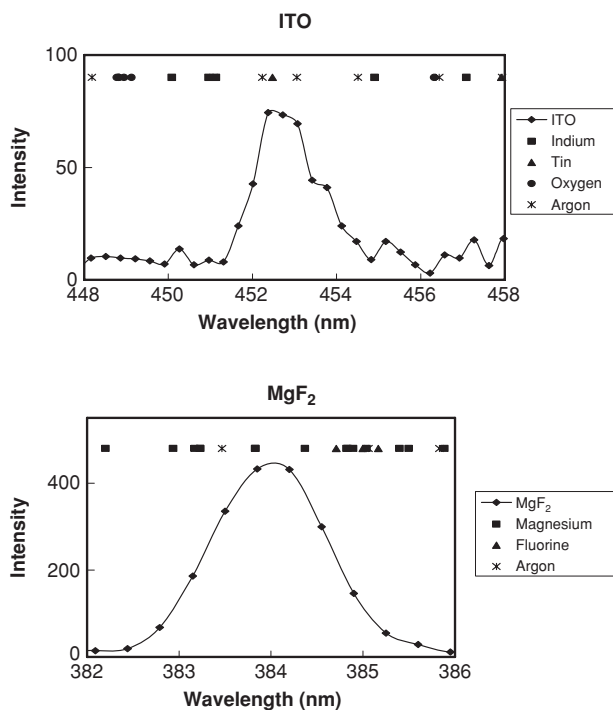 ITO
100
50
0
Intensity
448 450 452 454 456 458
Wavelength (nm)
ITO
Indium
Tin
Oxygen
Argon
MgF₂
400
200
0
Intensity
382 383 384 385 386
Wavelength (nm)
MgF₂
Magnesium
Fluorine
Argon